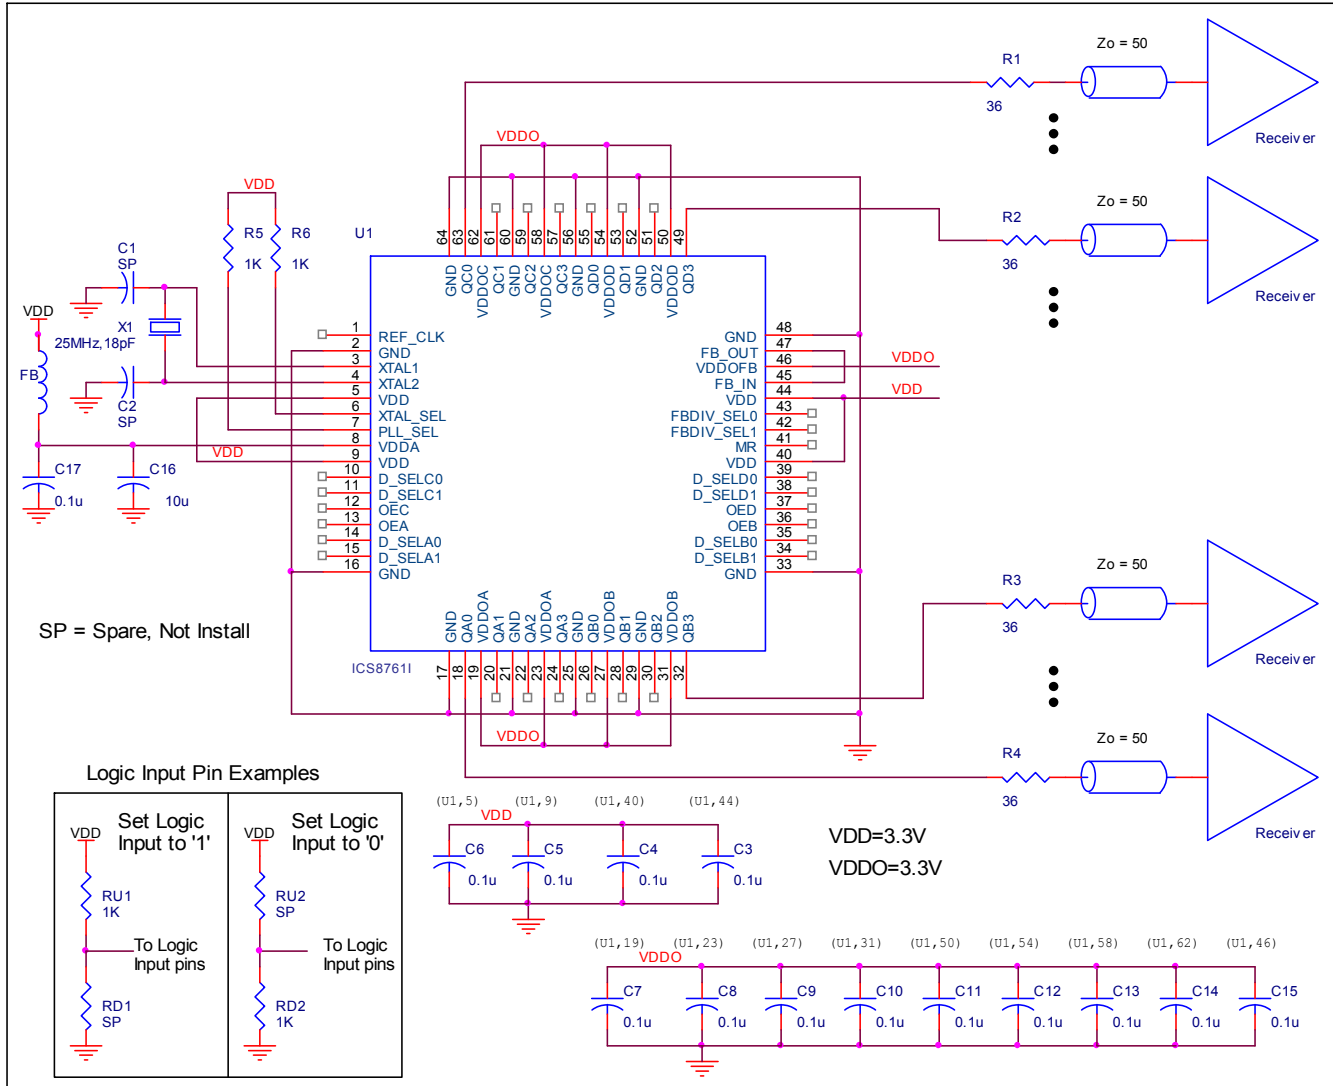 Zo = 50
R1
36
Receiver
Zo = 50
R2
36
Receiver
VDDO
VDD
R5
1K
R6
1K
U1
C1
SP
VDD
X1
25MHz,18pF
FB
C2
SP
VDD
C17
0.1u
C16
10u
64 63 62 61 60 59 58 57 56 55 54 53 52 51 50 49
GND QC0 VDDOC QC1 GND QC2 VDDOC QC3 GND QD0 VDDOD QD1 GND QD2 VDDOD QD3
1 REF_CLK
2 GND
3 XTAL1
4 XTAL2
5 VDD
6 XTAL_SEL
7 PLL_SEL
8 VDDA
9 VDD
10 D_SELC0
11 D_SELC1
12 OEC
13 OEA
14 D_SELA0
15 D_SELA1
16 GND
GND 48
FB_OUT 47
VDDOFB 46 VDDO
FB_IN 45
VDD 44 VDD
FBDIV_SEL0 43
FBDIV_SEL1 42
MR 41
VDD 40
D_SELD0 39
D_SELD1 38
OED 37
OEB 36
D_SELB0 35
D_SELB1 34
GND 33
GND QA0 VDDOA QA1 GND QA2 VDDOA QA3 GND QB0 VDDOB QB1 GND QB2 VDDOB QB3
17 18 19 20 21 22 23 24 25 26 27 28 29 30 31 32
ICS8761I
VDDO
SP = Spare, Not Install
Zo = 50
R3
36
Receiver
Zo = 50
R4
36
Receiver
Logic Input Pin Examples
Set Logic
Input to '1'
VDD
RU1
1K
To Logic
Input pins
RD1
SP
Set Logic
Input to '0'
VDD
RU2
SP
To Logic
Input pins
RD2
1K
(U1,5) (U1,9) (U1,40) (U1,44)
VDD
C6 C5 C4 C3
0.1u 0.1u 0.1u 0.1u
VDD=3.3V
VDDO=3.3V
(U1,19) (U1,23) (U1,27) (U1,31) (U1,50) (U1,54) (U1,58) (U1,62) (U1,46)
VDDO
C7 C8 C9 C10 C11 C12 C13 C14 C15
0.1u 0.1u 0.1u 0.1u 0.1u 0.1u 0.1u 0.1u 0.1u